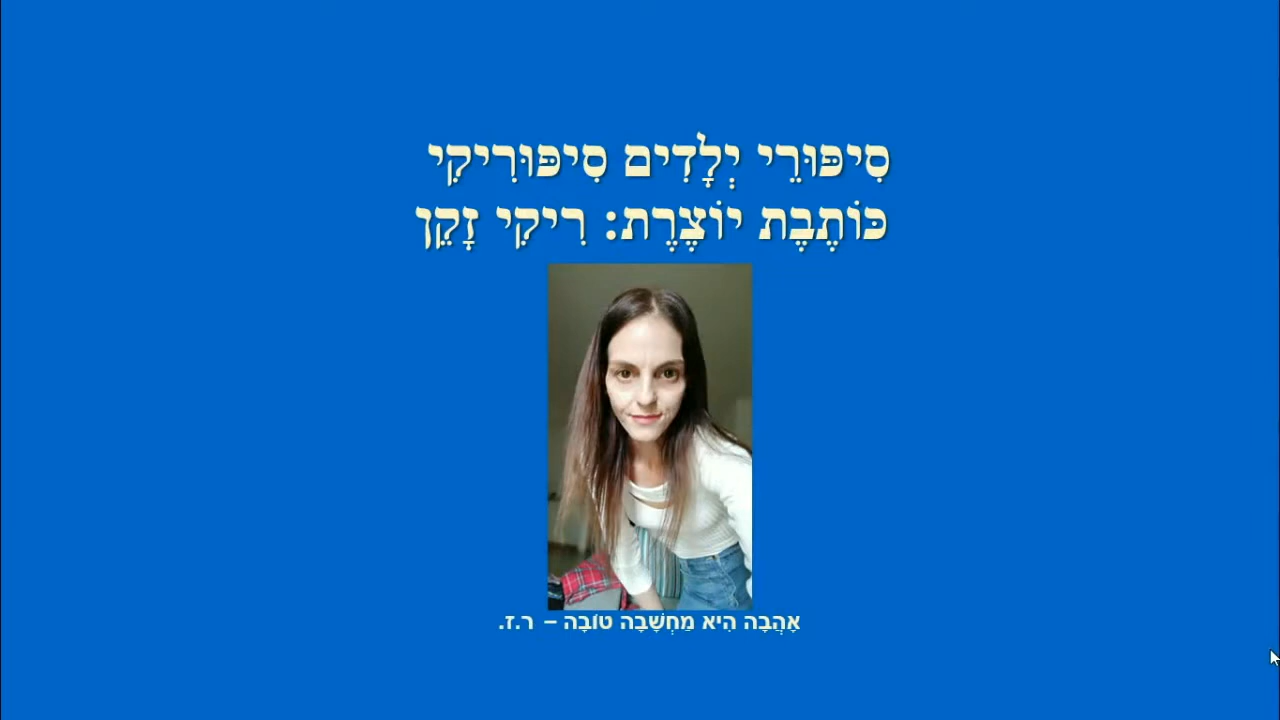 סִיפּוּרֵי יְלָדִים סִיפּוּרִיקִי
כּוֹתֶבֶת יוֹצֶרֶת: רִיקִי זָקֵן
אַהֲבָה הִיא מַחְשָׁבָה טוֹבָה – ר.ז.